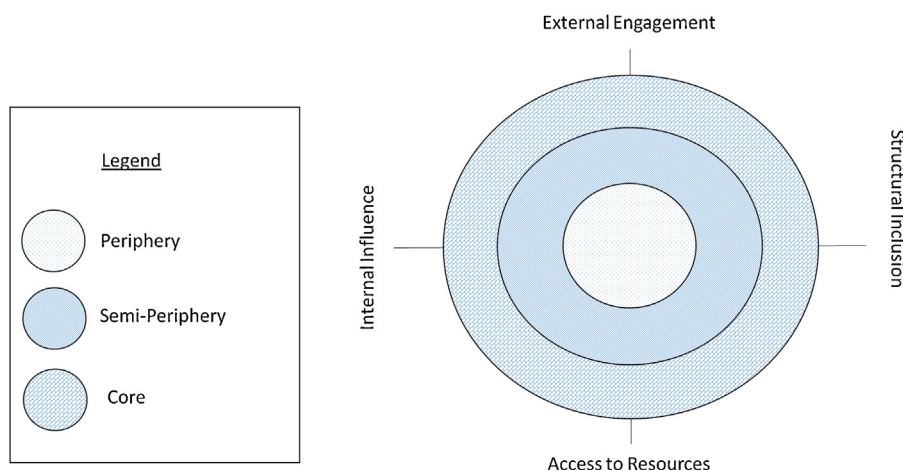 External Engagement
Legend
Periphery
Semi-Periphery
Core
Internal Influence
Structural Inclusion
Access to Resources